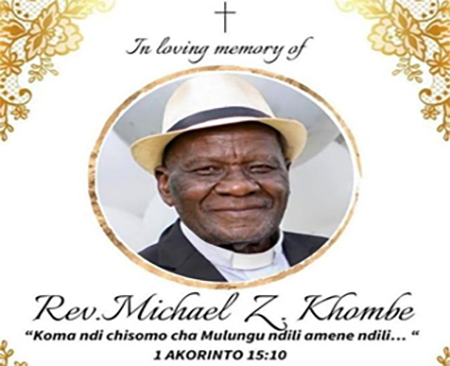 In loving memory of
Rev.Michael Z. Khombe
“Koma ndi chisomo cha Mulungu ndili amene ndili... “
1 AKORINTO 15:10